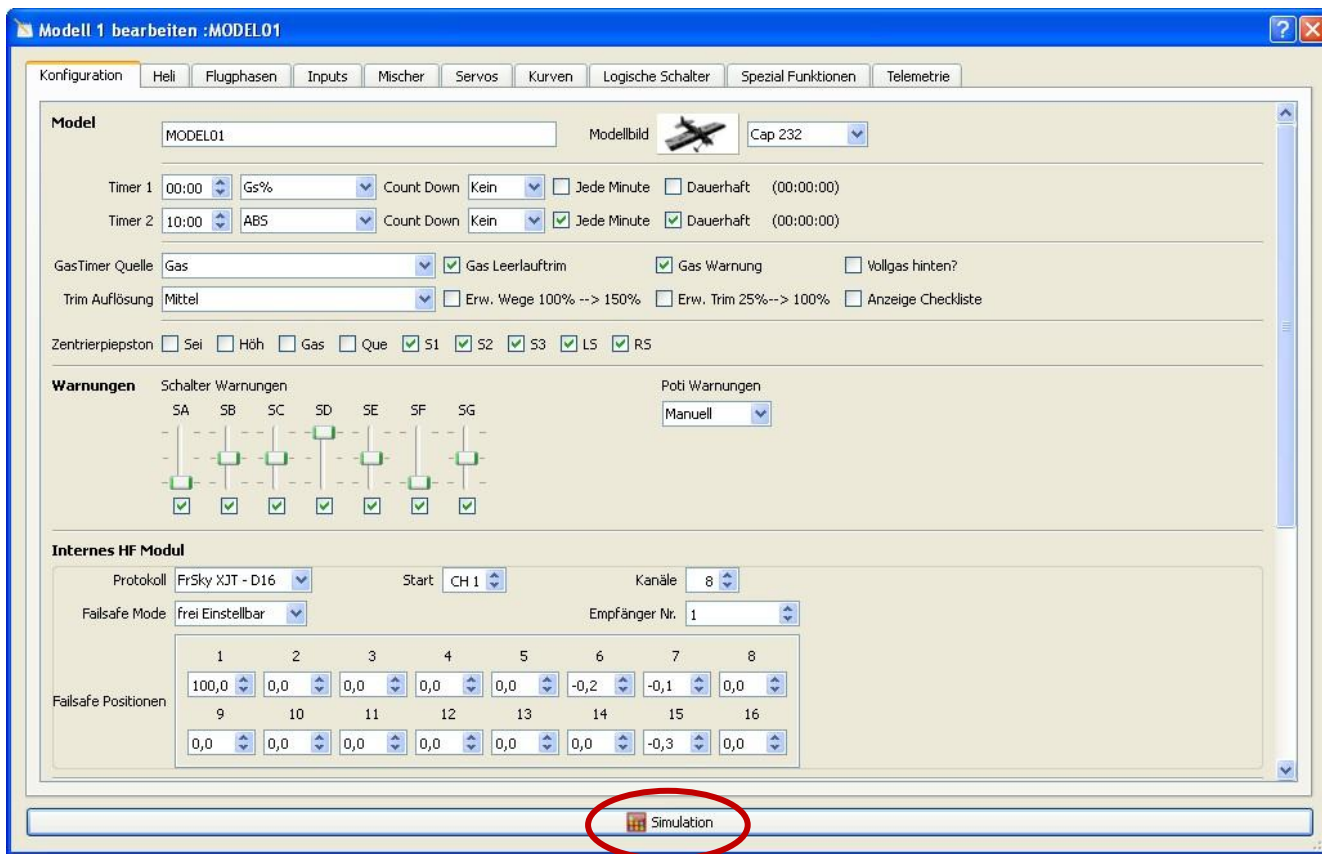 Modell 1 bearbeiten :MODEL01
Konfiguration Heli Flugphasen Inputs Mischer Servos Kurven Logische Schalter Spezial Funktionen Telemetrie
Model MODEL01 Modellbild Cap 232
Timer 1 00:00 Gs% Count Down Kein Jede Minute Dauerhaft (00:00:00)
Timer 2 10:00 ABS Count Down Kein Jede Minute Dauerhaft (00:00:00)
GasTimer Quelle Gas Gas Leerlauftrim Gas Warnung Vollgas hinten?
Trim Auflösung Mittel Erw. Wege 100% --> 150% Erw. Trim 25%--> 100% Anzeige Checkliste
Zentrierpiepston Sei Höh Gas Que S1 S2 S3 LS RS
Warnungen Schalter Warnungen Poti Warnungen
SA SB SC SD SE SF SG Manuell
Internes HF Modul
Protokoll FrSky XJT - D16 Start CH 1 Kanäle 8
Failsafe Mode frei Einstellbar Empfänger Nr. 1
1 2 3 4 5 6 7 8
100,0 0,0 0,0 0,0 0,0 -0,2 -0,1 0,0
Failsafe Positionen
9 10 11 12 13 14 15 16
0,0 0,0 0,0 0,0 0,0 0,0 -0,3 0,0
Simulation